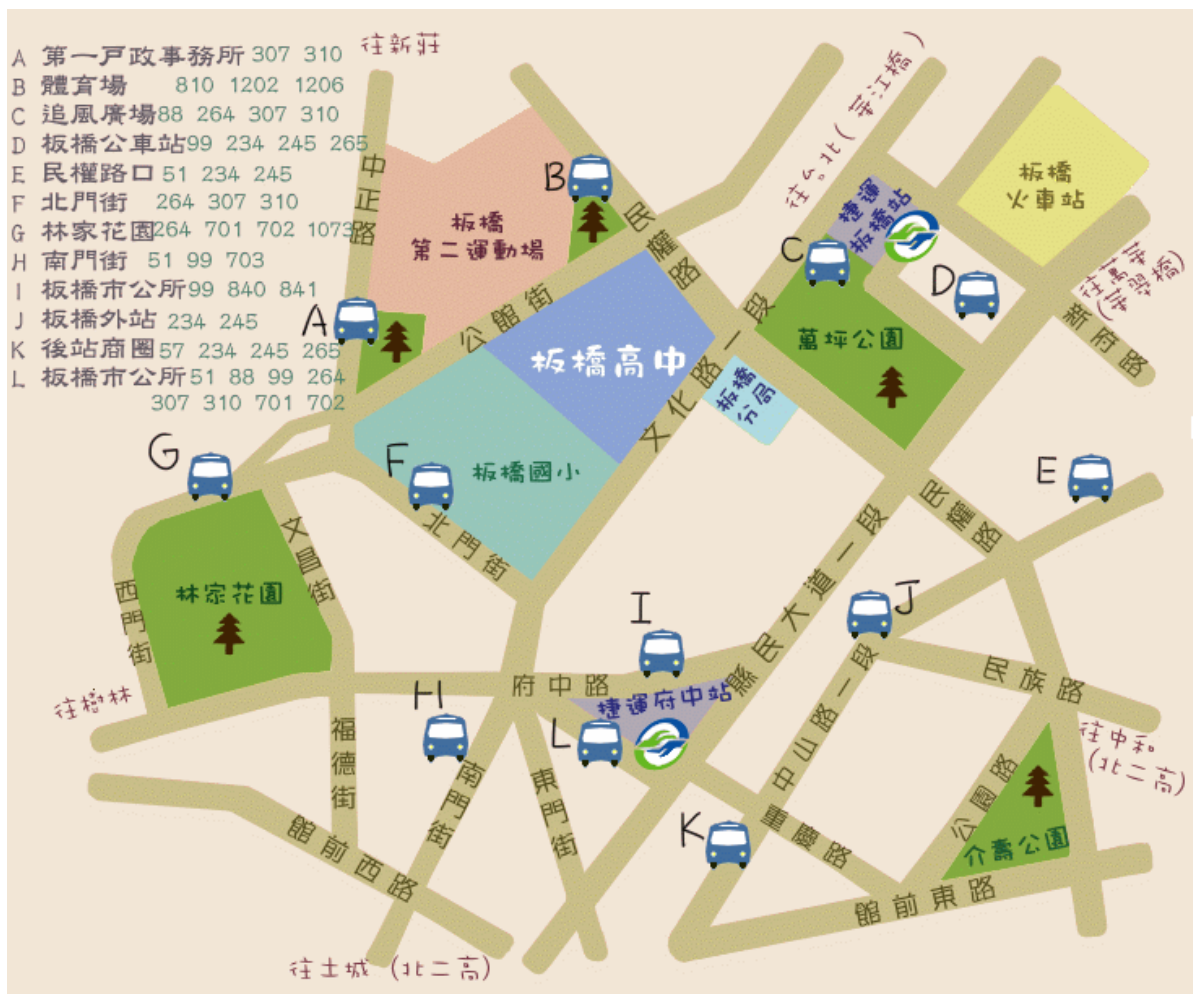 A 第一戶政事務所 307 310
B 體育場 810 1202 1206
C 追風廣場 88 264 307 310
D 板橋公車站 99 234 245 265
E 民權路口 51 234 245
F 北門街 264 307 310
G 林家花園 264 701 702 1073
H 南門街 51 99 703
I 板橋市公所 99 840 841
J 板橋外站 234 245
K 後站商圈 57 234 245 265
L 板橋市公所 51 88 99 264
307 310 701 702
往新莊
往台北(華江橋)
中正路
板橋
第二運動場
B
民權路
捷運
板橋站
板橋
火車站
C
D
往萬華
(華翠橋)
新府路
A
公館街
板橋高中
文化路一段
萬坪公園
板橋
分局
G
F
板橋國小
北門街
E
民權路
文昌街
西門街
林家花園
縣民大道一段
I
J
往樹林
H
府中路
捷運府中站
L
中山路一段
民族路
往中和
(北二高)
福德街
南門街
東門街
K
重慶路
公園路
介壽公園
館前西路
館前東路
往土城 (北二高)